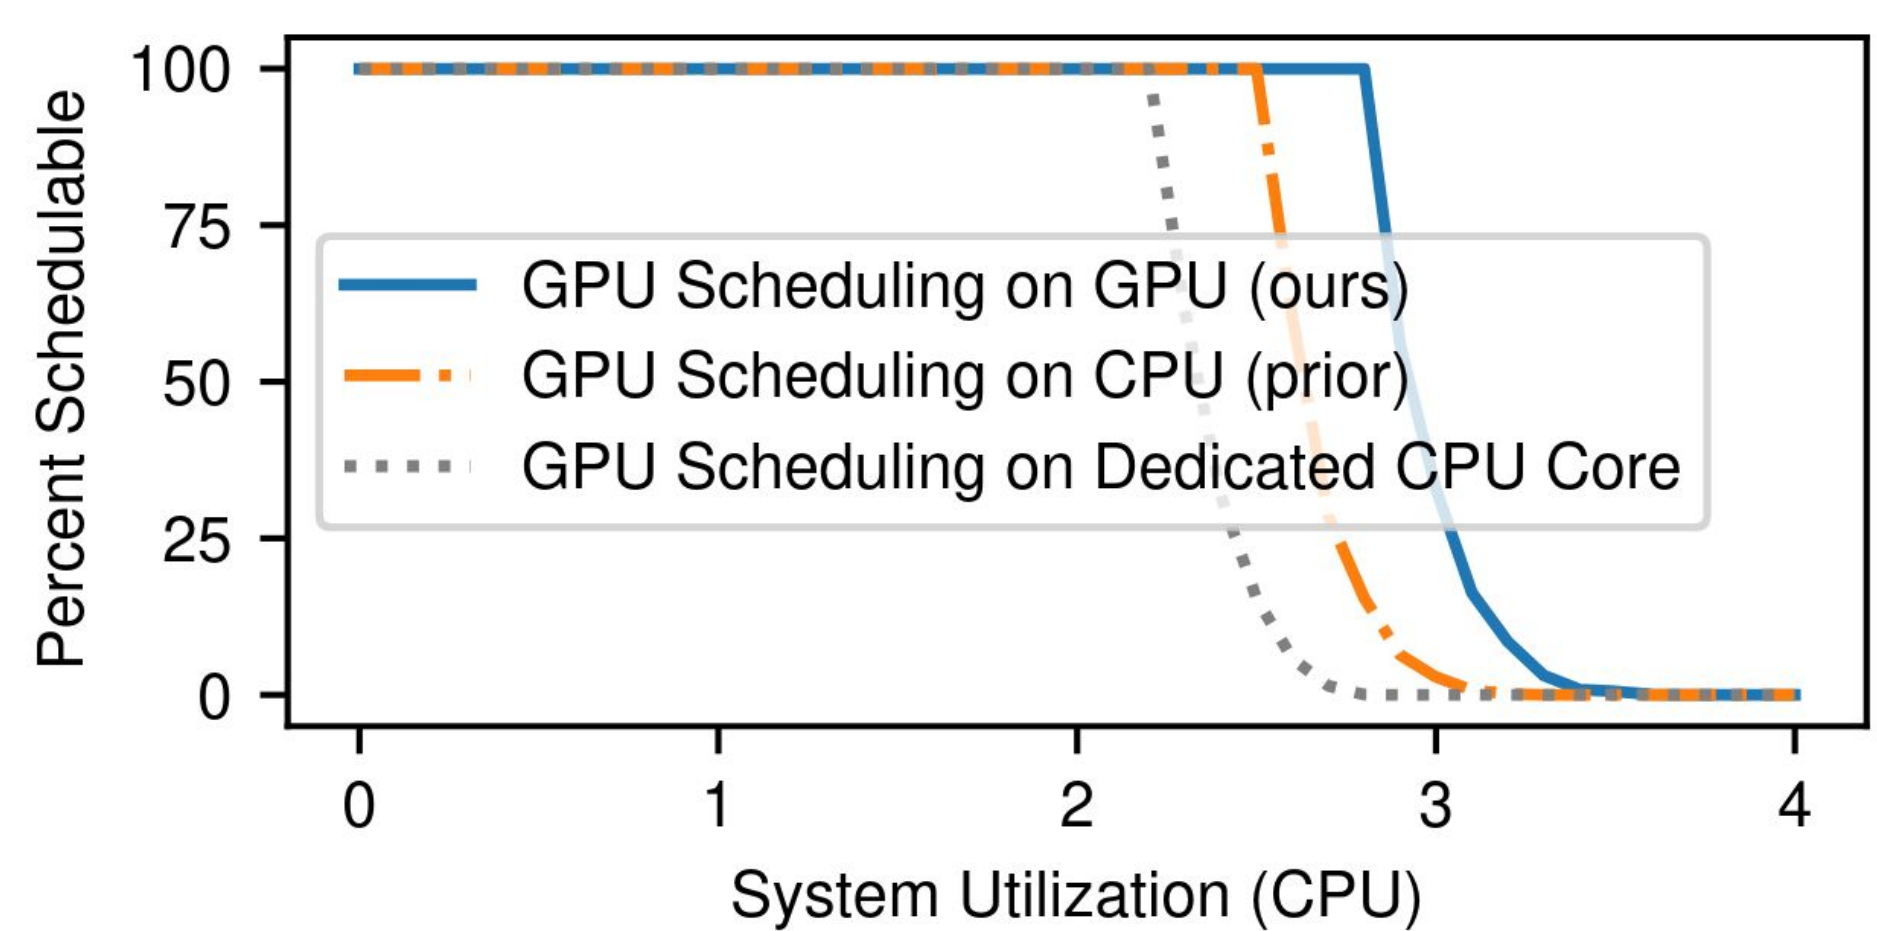 Percent Schedulable
100
75
50
25
0
GPU Scheduling on GPU (ours)
GPU Scheduling on CPU (prior)
GPU Scheduling on Dedicated CPU Core
0 1 2 3 4
System Utilization (CPU)